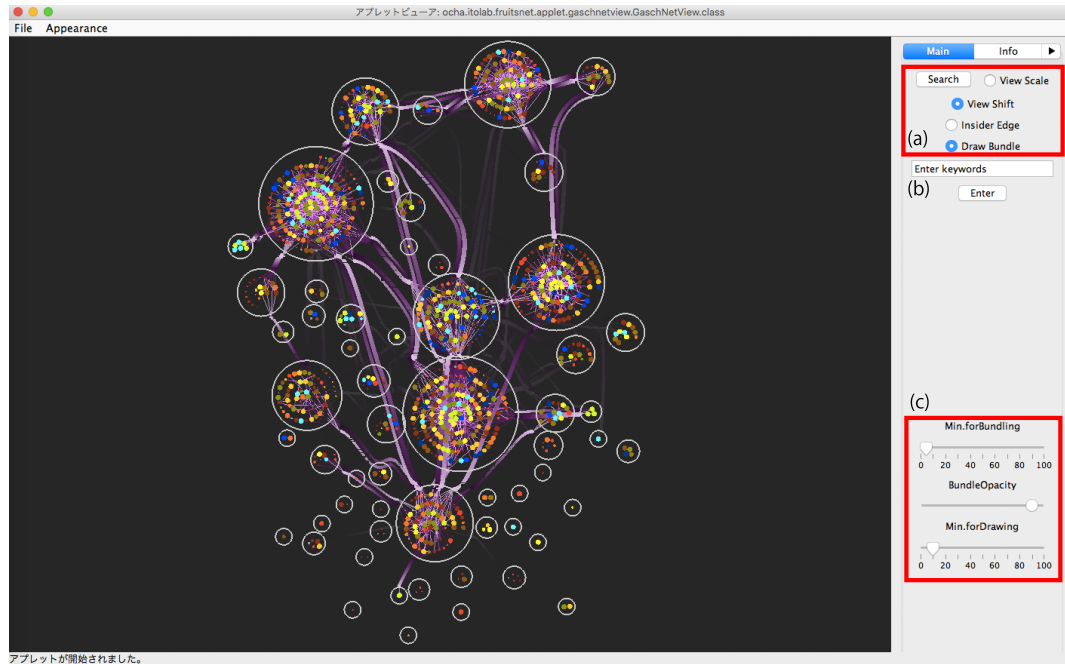 アプレットビューア: ocha.itolab.fruitsnet.applet.gaschnetview.GaschNetView.class
File Appearance
Main Info
Search View Scale
View Shift
Insider Edge
(a)
Draw Bundle
Enter keywords
(b)
Enter
(c)
Min.forBundling
0 20 40 60 80 100
BundleOpacity
Min.forDrawing
0 20 40 60 80 100
アプレットが開始されました。